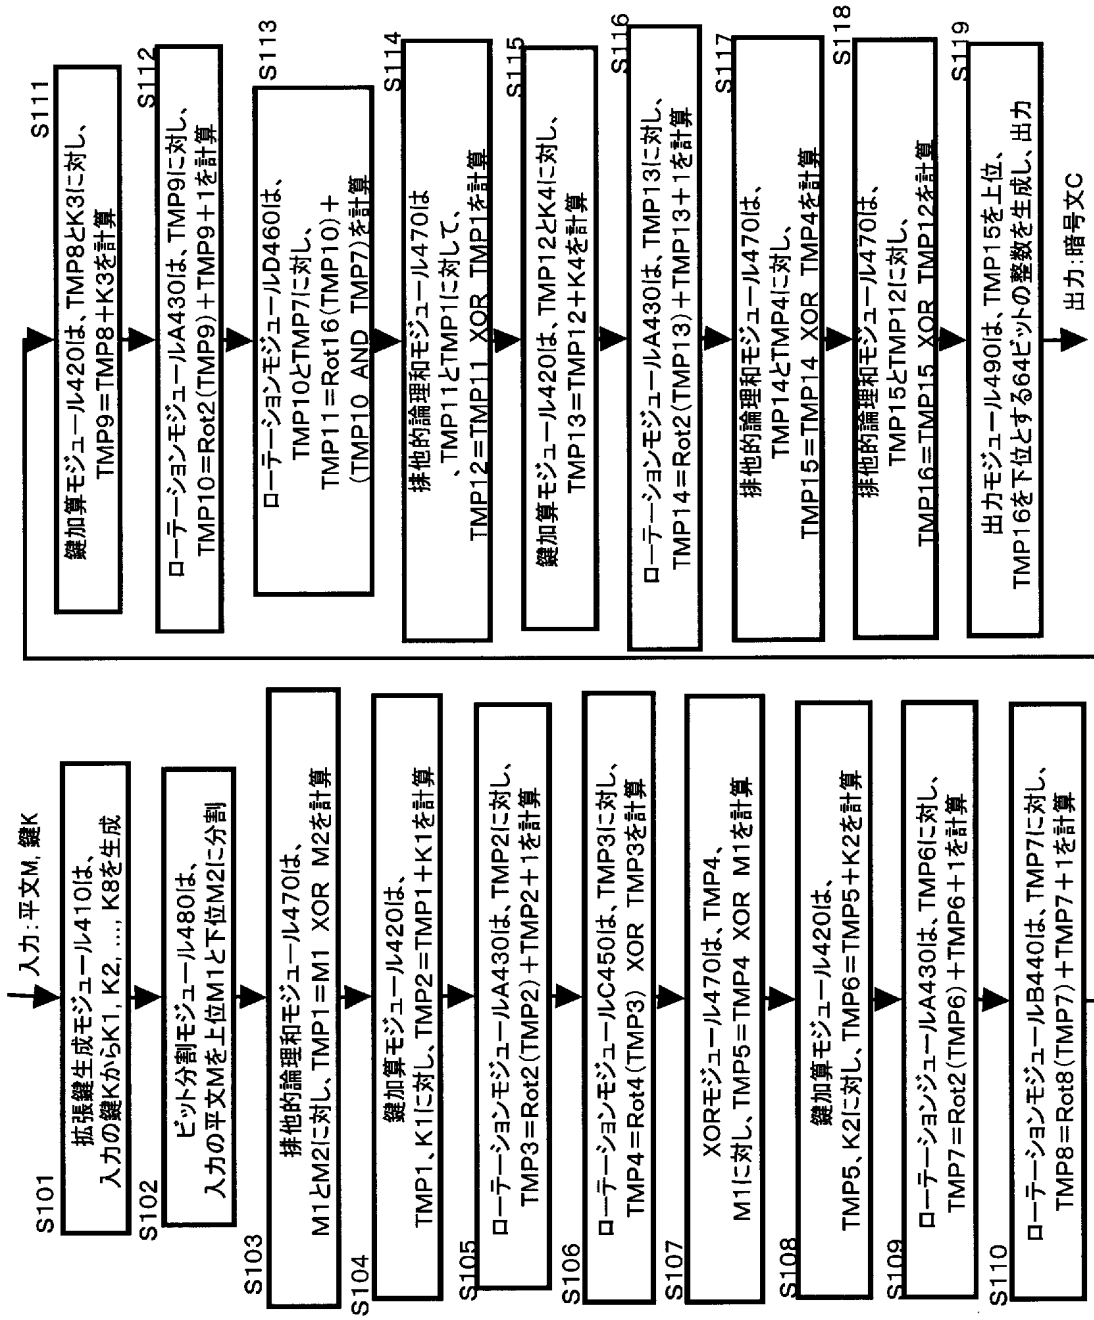 入力:平文M, 鍵K
S101
拡張鍵生成モジュール410は、
入力の鍵KからK1, K2, ..., K8を生成
S102
ビット分割モジュール480は、
入力の平文Mを上位M1と下位M2に分割
S103
排他的論理和モジュール470は、
M1とM2に対し、TMP1=M1 XOR M2を計算
S104
鍵加算モジュール420は、
TMP1、K1に対し、TMP2=TMP1+K1を計算
S105
ローテーションモジュールA430は、TMP2に対し、
TMP3=Rot2(TMP2)+TMP2+1を計算
S106
ローテーションモジュールC450は、TMP3に対し、
TMP4=Rot4(TMP3) XOR TMP3を計算
S107
XORモジュール470は、TMP4、
M1に対し、TMP5=TMP4 XOR M1を計算
S108
鍵加算モジュール420は、
TMP5、K2に対し、TMP6=TMP5+K2を計算
S109
ローテーションジュールA430は、TMP6に対し、
TMP7=Rot2(TMP6)+TMP6+1を計算
S110
ローテーションモジュールB440は、TMP7に対し、
TMP8=Rot8(TMP7)+TMP7+1を計算
S111
鍵加算モジュール420は、TMP8とK3に対し、
TMP9=TMP8+K3を計算
S112
ローテーションモジュールA430は、TMP9に対し、
TMP10=Rot2(TMP9)+TMP9+1を計算
S113
ローテーションモジュールD460は、
TMP10とTMP7に対し、
TMP11=Rot16(TMP10)+
(TMP10 AND TMP7)を計算
S114
排他的論理和モジュール470は
、TMP11とTMP1に対して、
TMP12=TMP11 XOR TMP1を計算
S115
鍵加算モジュール420は、TMP12とK4に対し、
TMP13=TMP12+K4を計算
S116
ローテーションモジュールA430は、TMP13に対し、
TMP14=Rot2(TMP13)+TMP13+1を計算
S117
排他的論理和モジュール470は、
TMP14とTMP4に対し、
TMP15=TMP14 XOR TMP4を計算
S118
排他的論理和モジュール470は、
TMP15とTMP12に対し、
TMP16=TMP15 XOR TMP12を計算
S119
出力モジュール490は、TMP15を上位、
TMP16を下位とする64ビットの整数を生成し、出力
出力:暗号文C